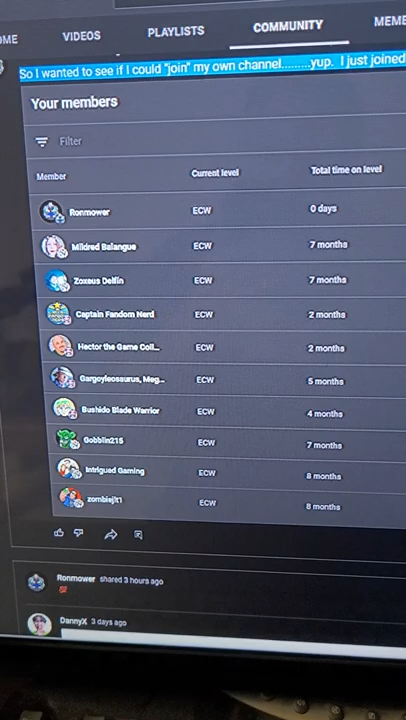 OME VIDEOS PLAYLISTS COMMUNITY MEME
So I wanted to see if I could "join" my own channel.........yup. I just joined
Your members
Filter
Member Current level Total time on level
Ronmower ECW 0 days
Mildred Balangue ECW 7 months
Zoxeus Delfin ECW 7 months
Captain Fandom Nerd ECW 2 months
Hector the Game Coll... ECW 2 months
Gargoyleosaurus, Meg... ECW 5 months
Bushido Blade Warrior ECW 4 months
Gobblin215 ECW 7 months
Intrigued Gaming ECW 8 months
zombiejlt1 ECW 8 months
Ronmower shared 3 hours ago
💯
DannyX 3 days ago